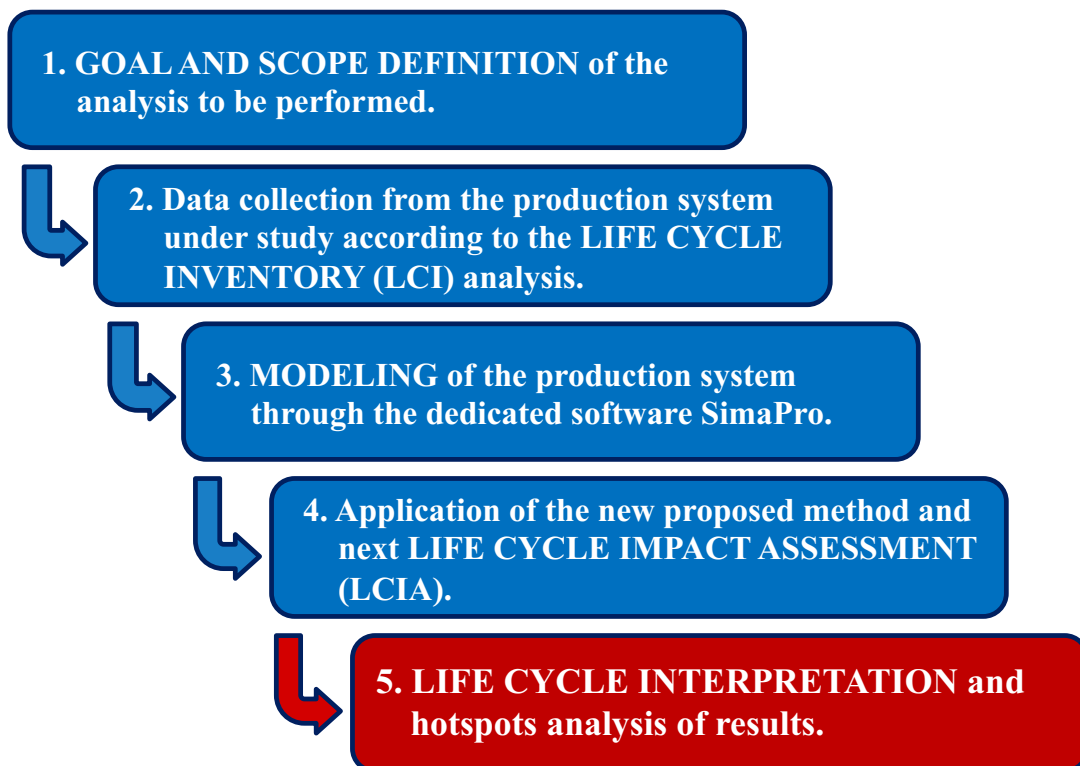 1. GOAL AND SCOPE DEFINITION of the
analysis to be performed.
2. Data collection from the production system
under study according to the LIFE CYCLE
INVENTORY (LCI) analysis.
3. MODELING of the production system
through the dedicated software SimaPro.
4. Application of the new proposed method and
next LIFE CYCLE IMPACT ASSESSMENT
(LCIA).
5. LIFE CYCLE INTERPRETATION and
hotspots analysis of results.